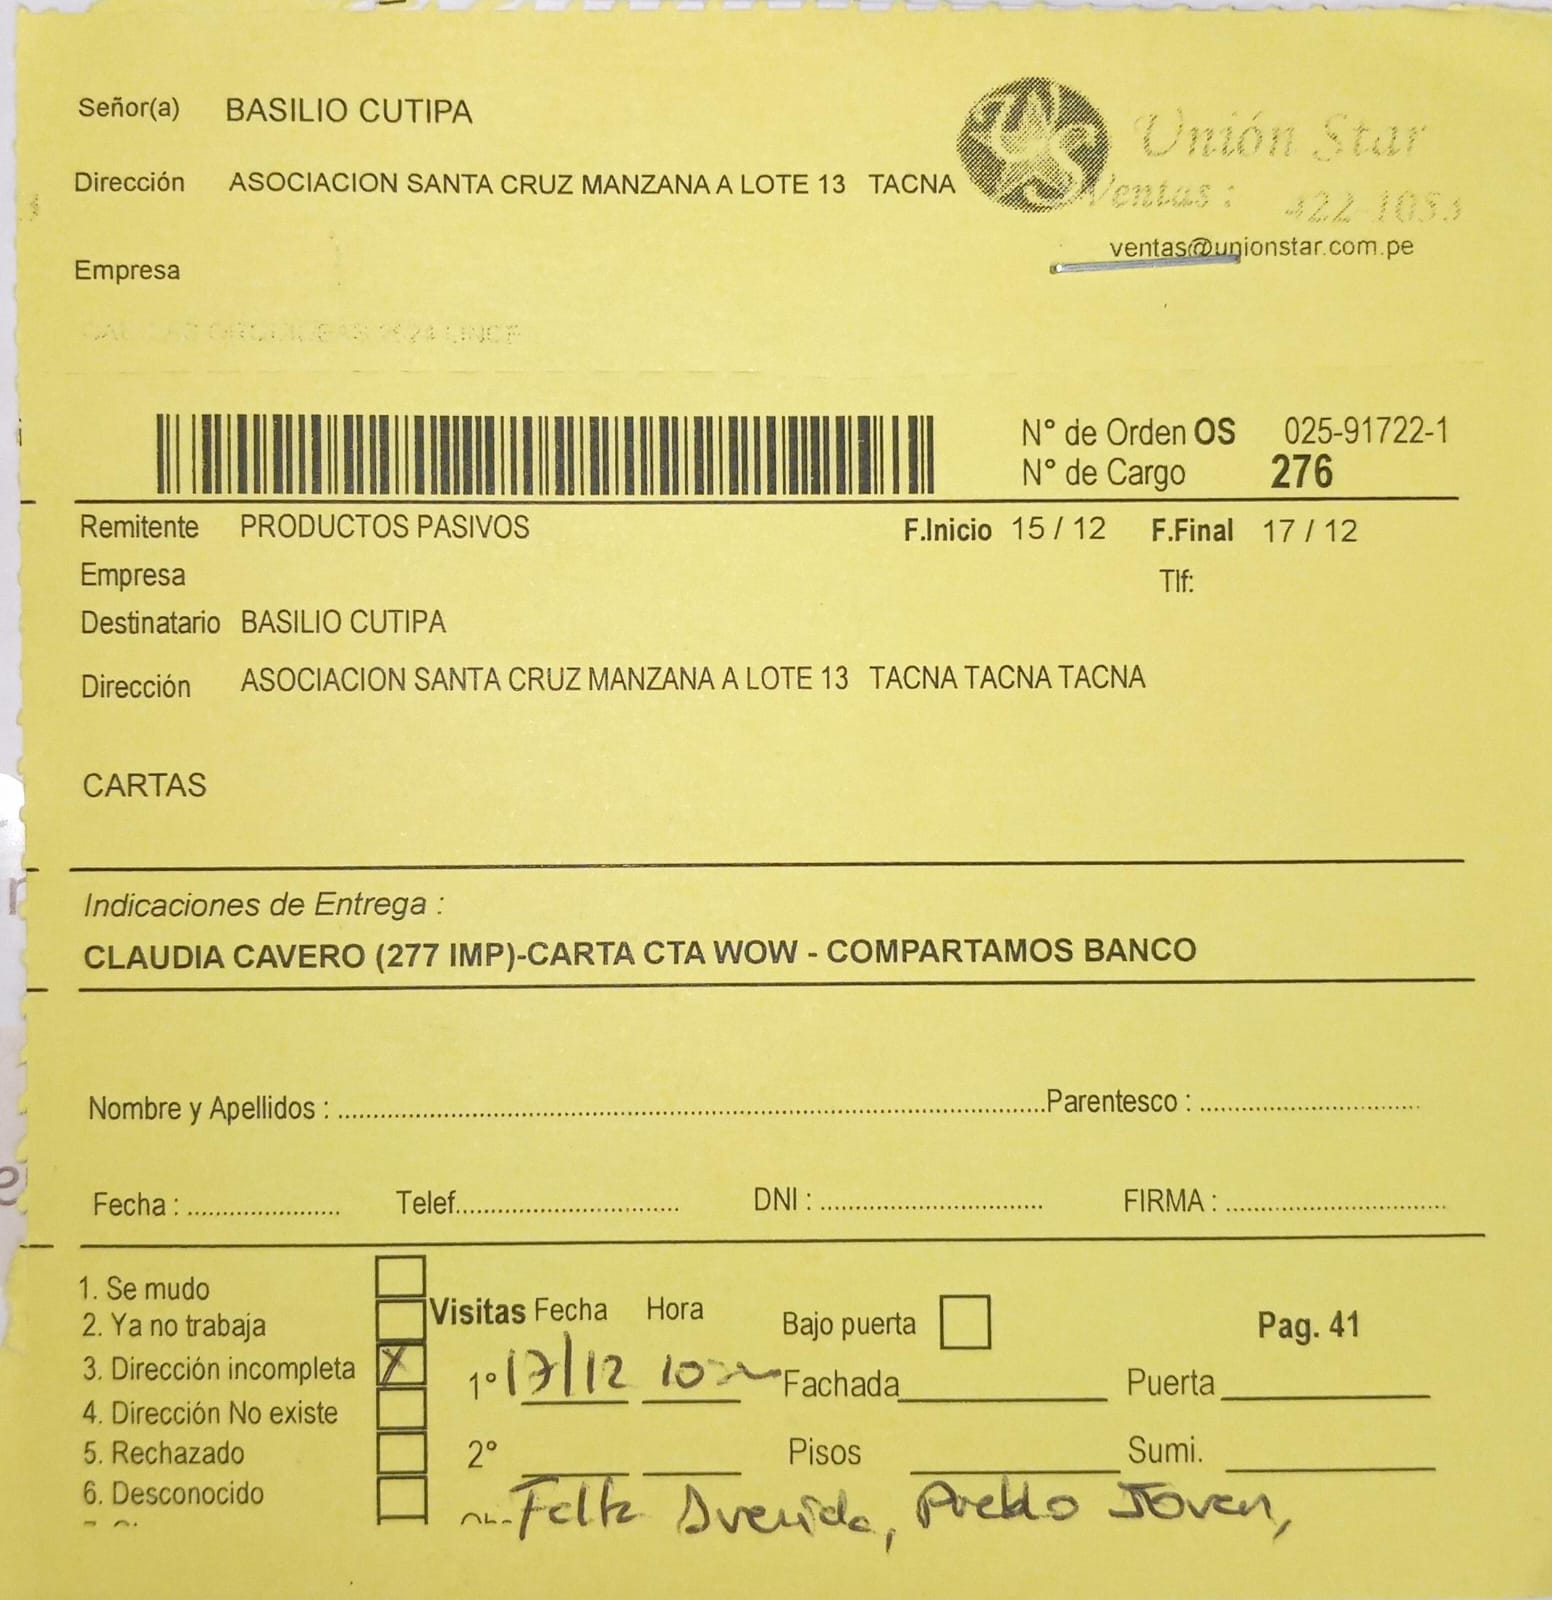 Señor(a) BASILIO CUTIPA
Unión Star
Dirección ASOCIACION SANTA CRUZ MANZANA A LOTE 13 TACNA
Ventas : 422-1033
ventas@unionstar.com.pe
Empresa
N° de Orden OS 025-91722-1
N° de Cargo 276
Remitente PRODUCTOS PASIVOS F.Inicio 15 / 12 F.Final 17 / 12
Empresa Tlf:
Destinatario BASILIO CUTIPA
Dirección ASOCIACION SANTA CRUZ MANZANA A LOTE 13 TACNA TACNA TACNA
CARTAS
Indicaciones de Entrega :
CLAUDIA CAVERO (277 IMP)-CARTA CTA WOW - COMPARTAMOS BANCO
Nombre y Apellidos : Parentesco :
Fecha : Telef. DNI : FIRMA :
1. Se mudo
Visitas Fecha Hora Bajo puerta Pag. 41
2. Ya no trabaja
3. Dirección incompleta X
1° 17/12 10 Fachada Puerta
4. Dirección No existe
5. Rechazado
2° Pisos Sumi.
6. Desconocido
Falta Avenida, Pueblo Joven,